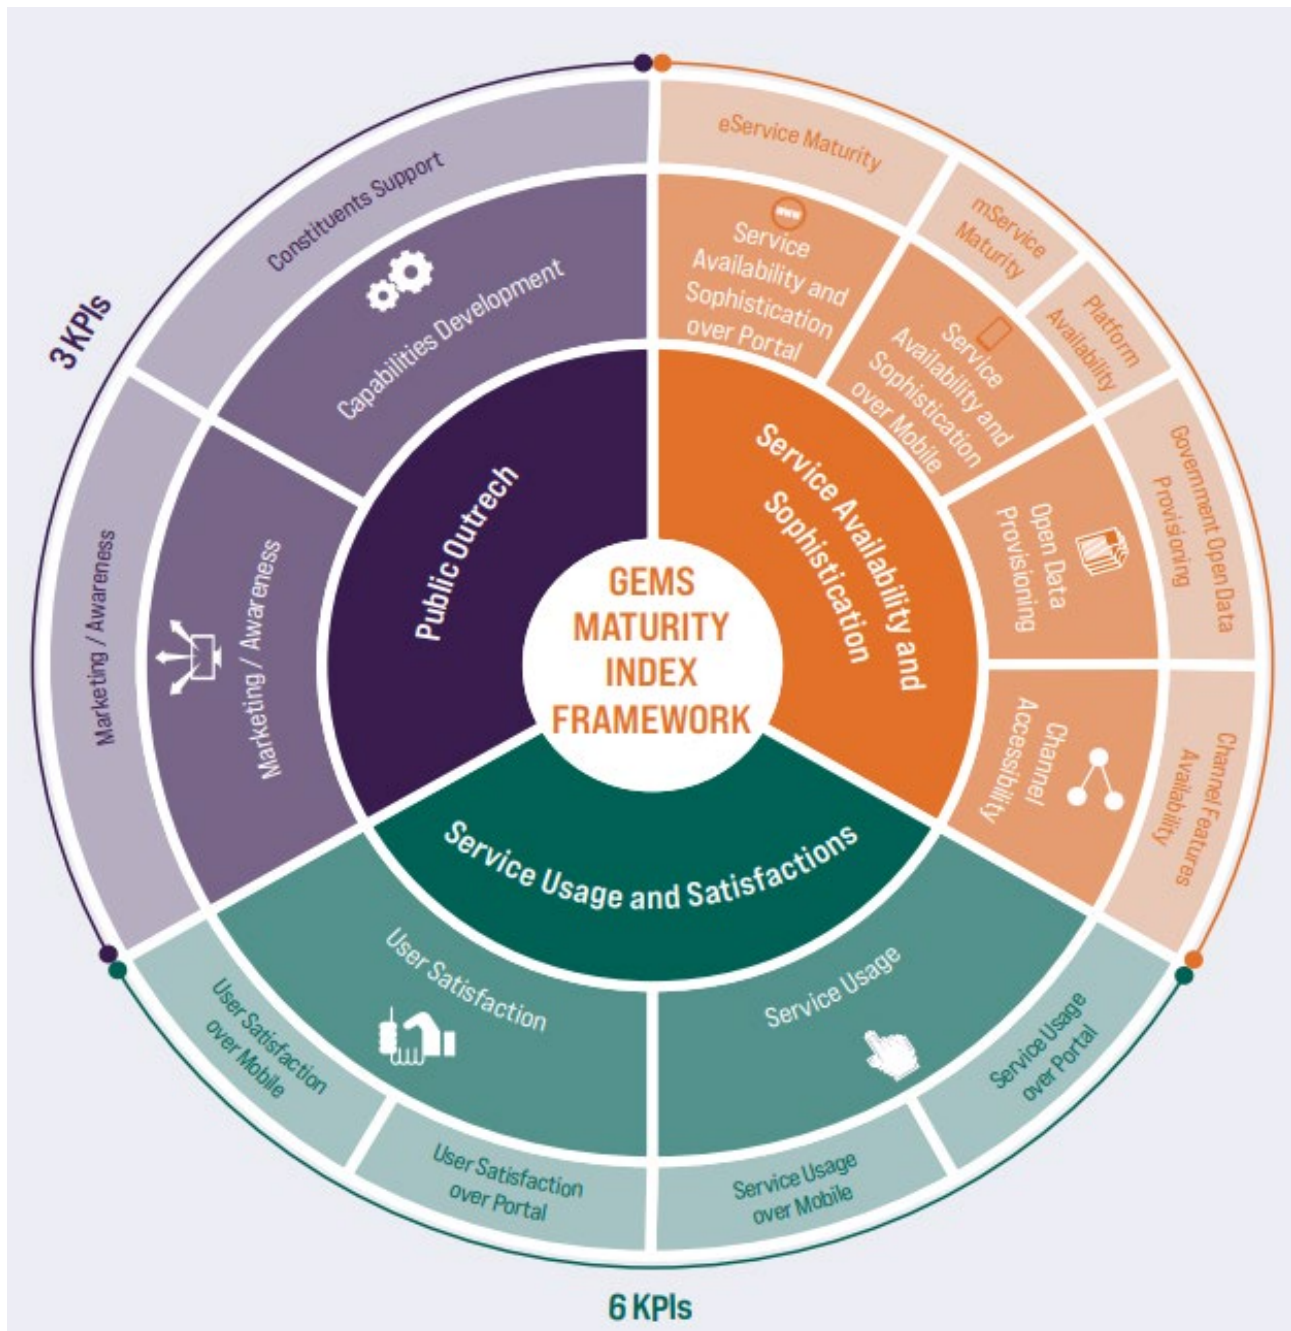 GEMS
MATURITY
INDEX
FRAMEWORK
Service Availability and
Sophistication
Service Usage and Satisfactions
Public Outrech
eService Maturity
mService
Maturity
Platform
Availability
Government Open Data
Provisioning
Channel Features
Availability
www
Service
Availability and
Sophistication
over Portal
Service
Availability and
Sophistication
over Mobile
Open Data
Provisioning
Channel
Accessibility
Service Usage
Service Usage
over Portal
Service Usage
over Mobile
User Satisfaction
User Satisfaction
over Portal
User Satisfaction
over Mobile
Marketing / Awareness
Marketing / Awareness
Capabilities Development
Constituents Support
3 KPIs
6 KPIs